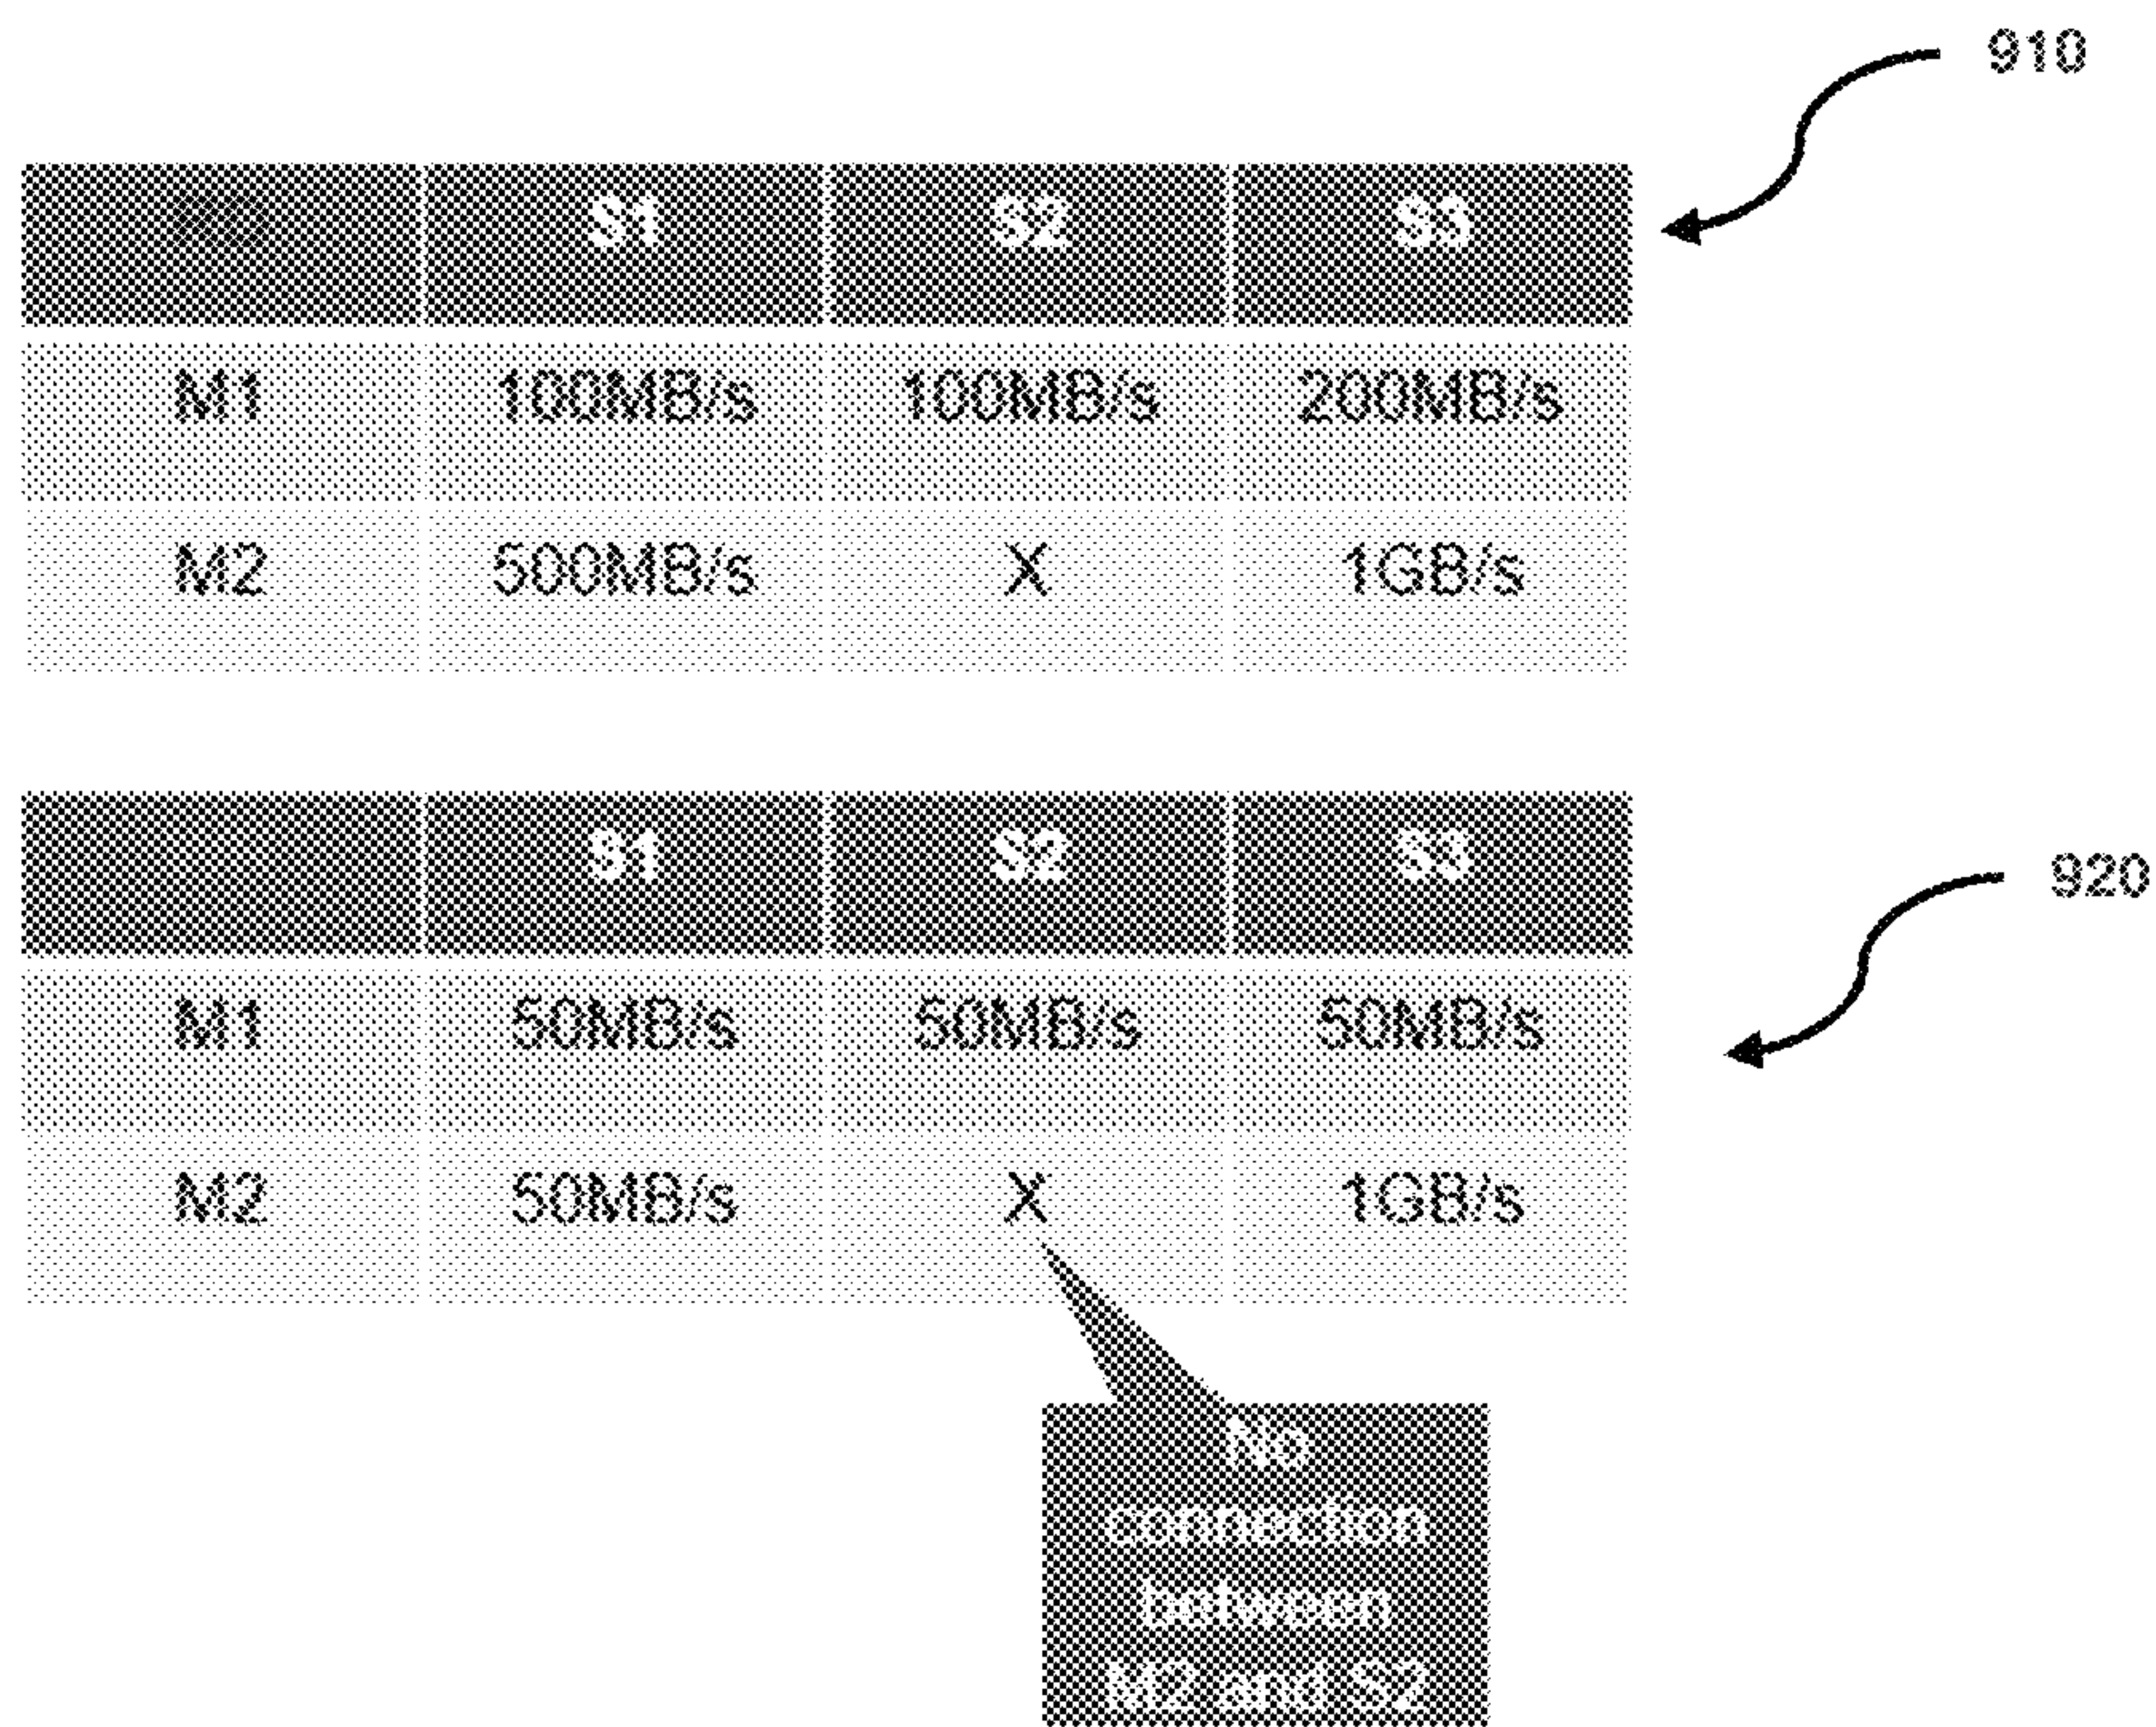 910
S1 S2 S3
M1 100MB/s 100MB/s 200MB/s
M2 500MB/s X 1GB/s
S1 S2 S3
920
M1 50MB/s 50MB/s 50MB/s
M2 50MB/s X 1GB/s
No
connection
between
M2 and S2